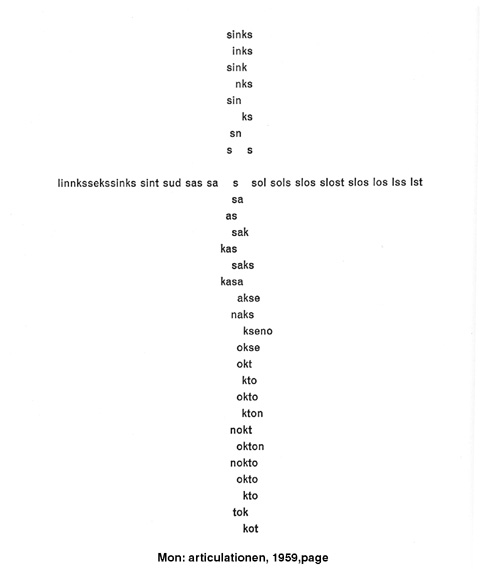 sinks
inks
sink
nks
sin
ks
sn
s s
linnkssekssinks sint sud sas sa s sol sols slos slost slos los lss lst
sa
as
sak
kas
saks
kasa
akse
naks
kseno
okse
okt
kto
okto
kton
nokt
okton
nokto
okto
kto
tok
kot
Mon: articulationen, 1959,page